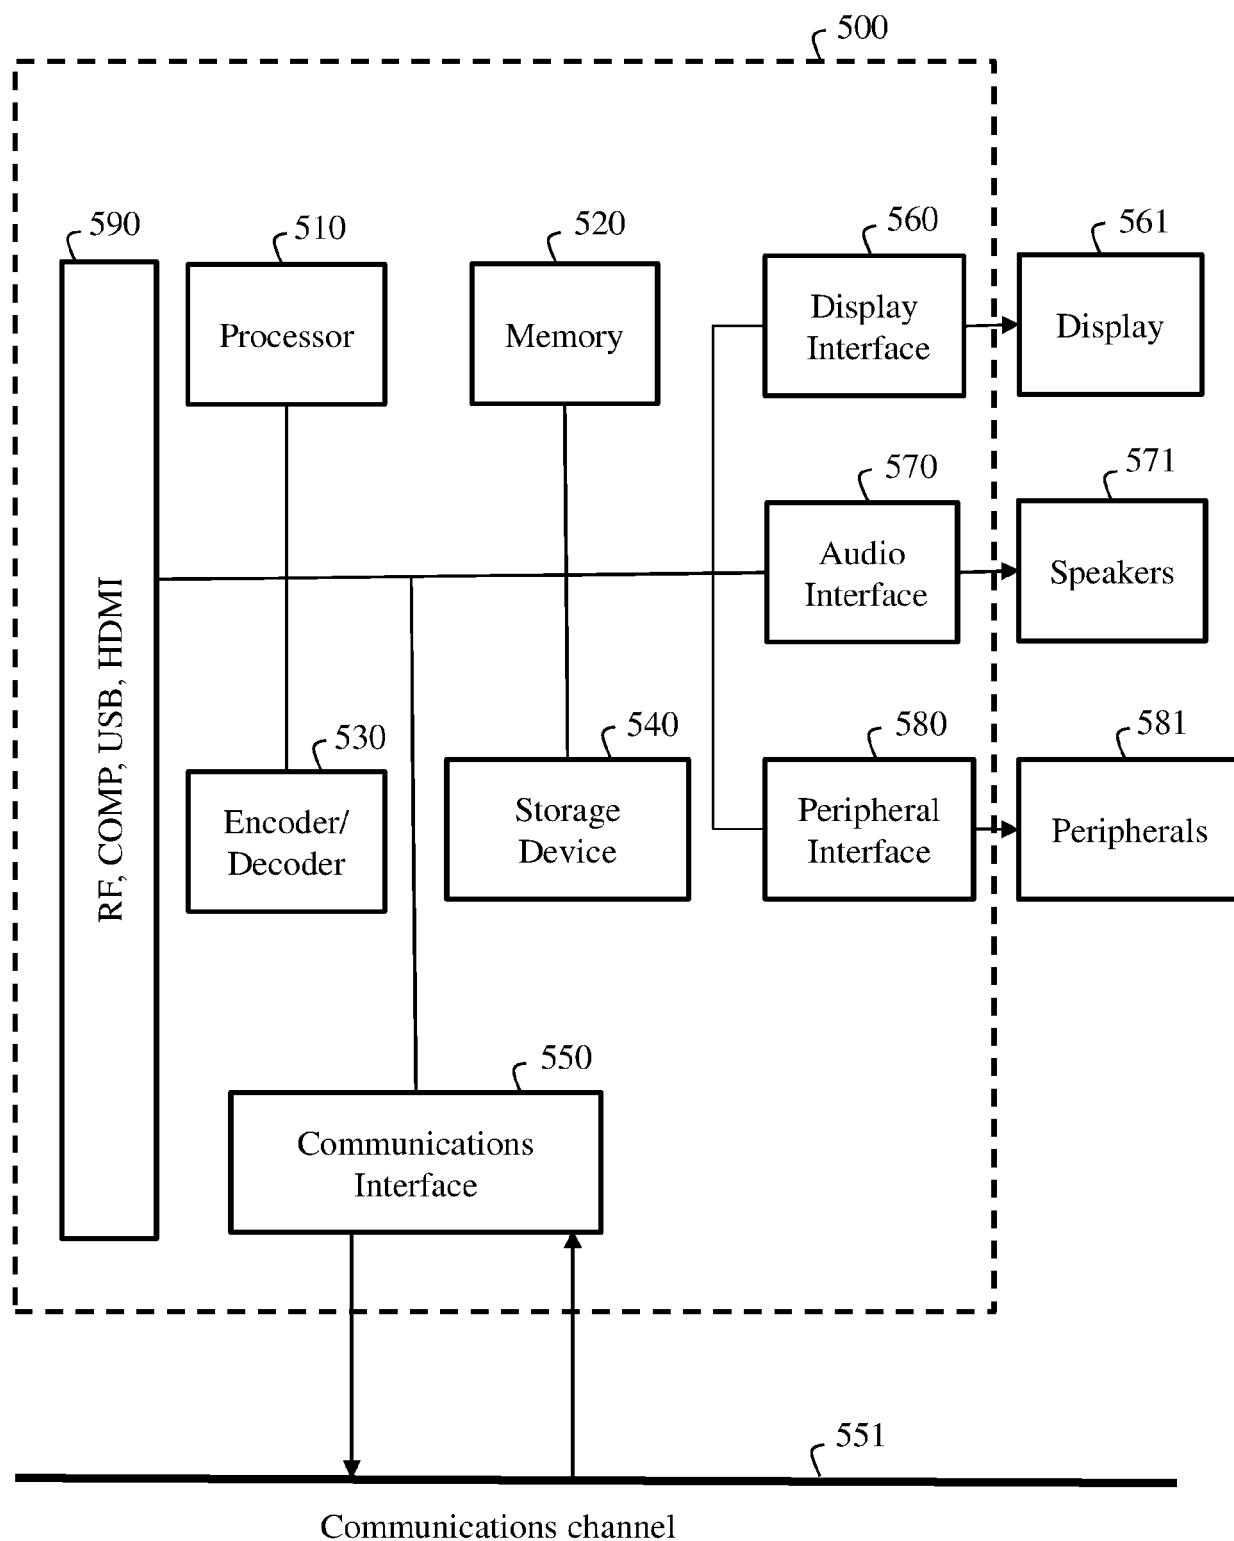 500
590
510
520
560
561
Processor
Memory
Display
Interface
Display
570
571
Audio
Interface
Speakers
RF, COMP, USB, HDMI
530
540
580
581
Encoder/
Decoder
Storage
Device
Peripheral
Interface
Peripherals
550
Communications
Interface
551
Communications channel